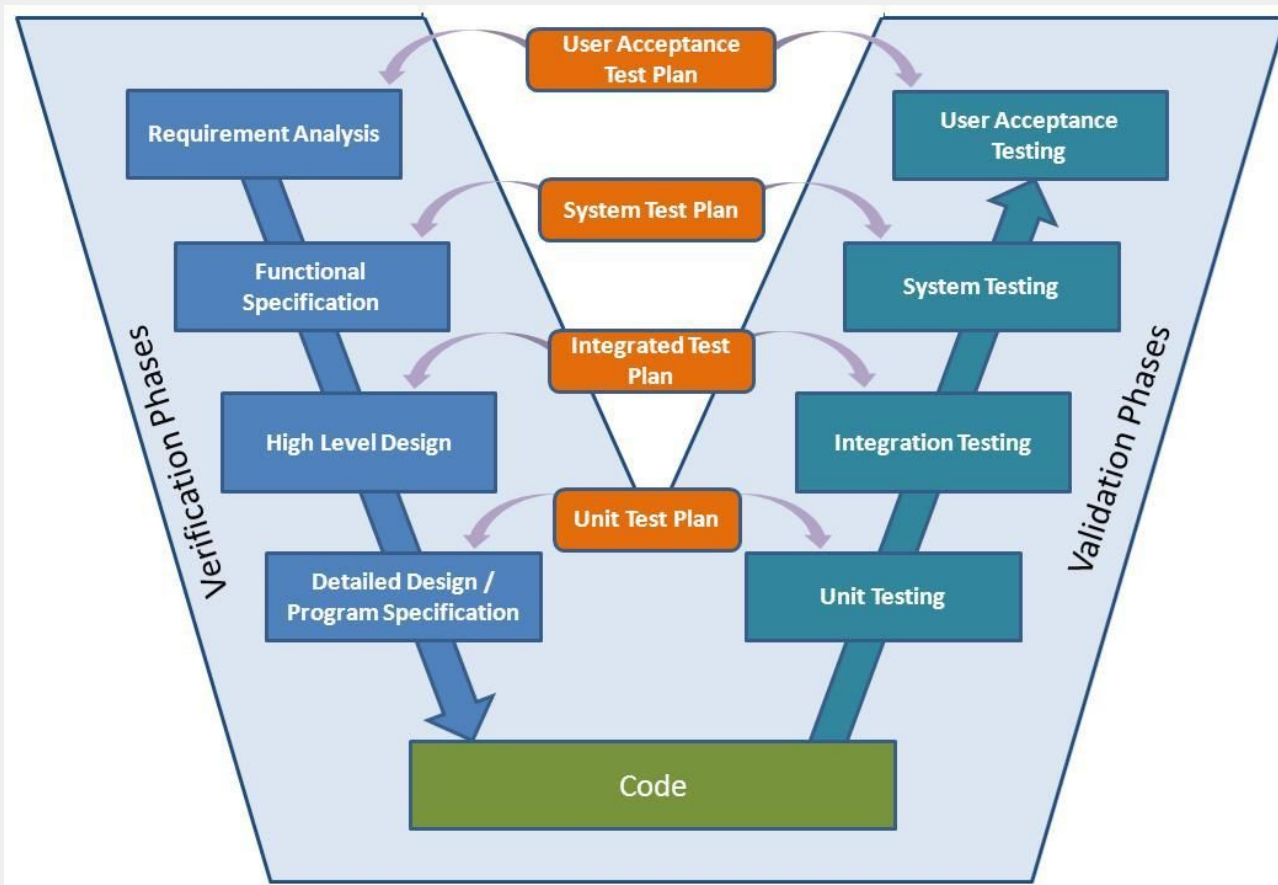 User Acceptance
Test Plan
Requirement Analysis
User Acceptance
Testing
System Test Plan
Functional
Specification
System Testing
Integrated Test
Plan
High Level Design
Integration Testing
Verification Phases
Validation Phases
Unit Test Plan
Detailed Design /
Program Specification
Unit Testing
Code